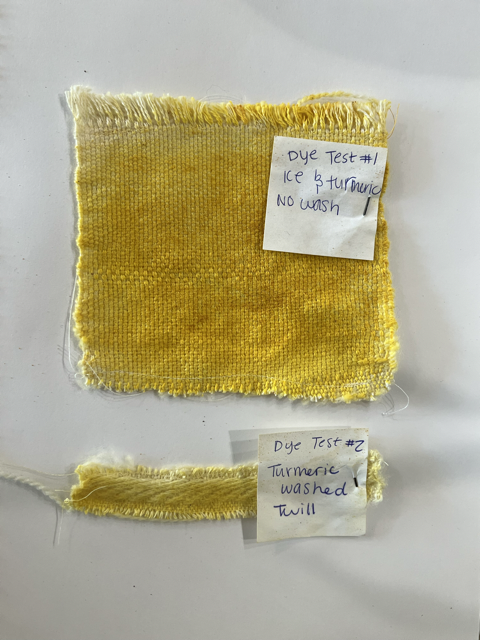 Dye Test #1
Ice & turmeric
No wash
Dye Test #2
Turmeric
washed
Twill